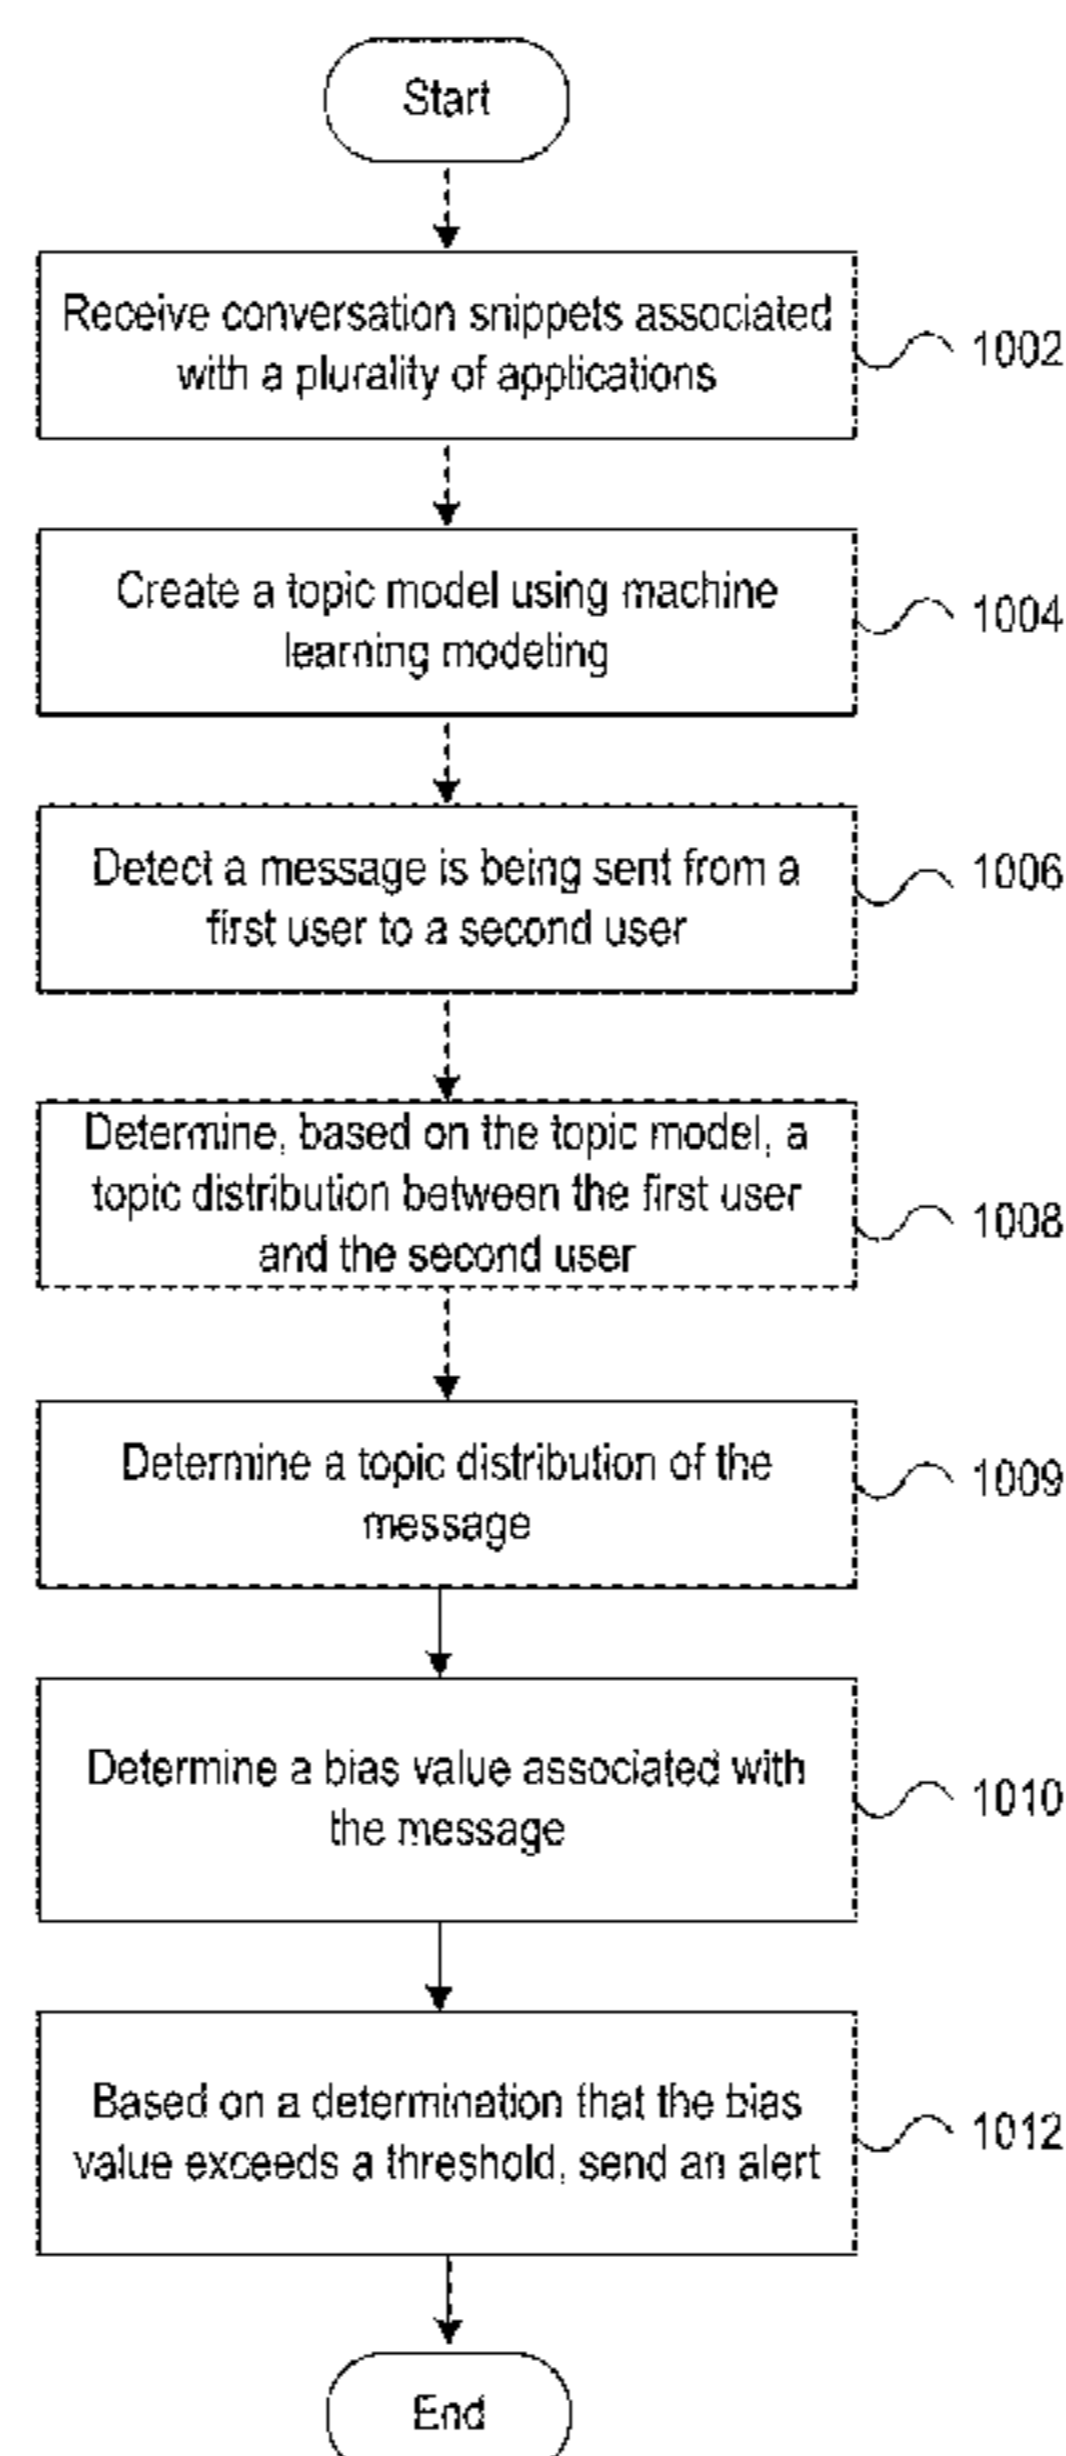 Start
Receive conversation snippets associated
with a plurality of applications
1002
Create a topic model using machine
learning modeling
1004
Detect a message is being sent from a
first user to a second user
1006
Determine, based on the topic model, a
topic distribution between the first user
and the second user
1008
Determine a topic distribution of the
message
1009
Determine a bias value associated with
the message
1010
Based on a determination that the bias
value exceeds a threshold, send an alert
1012
End